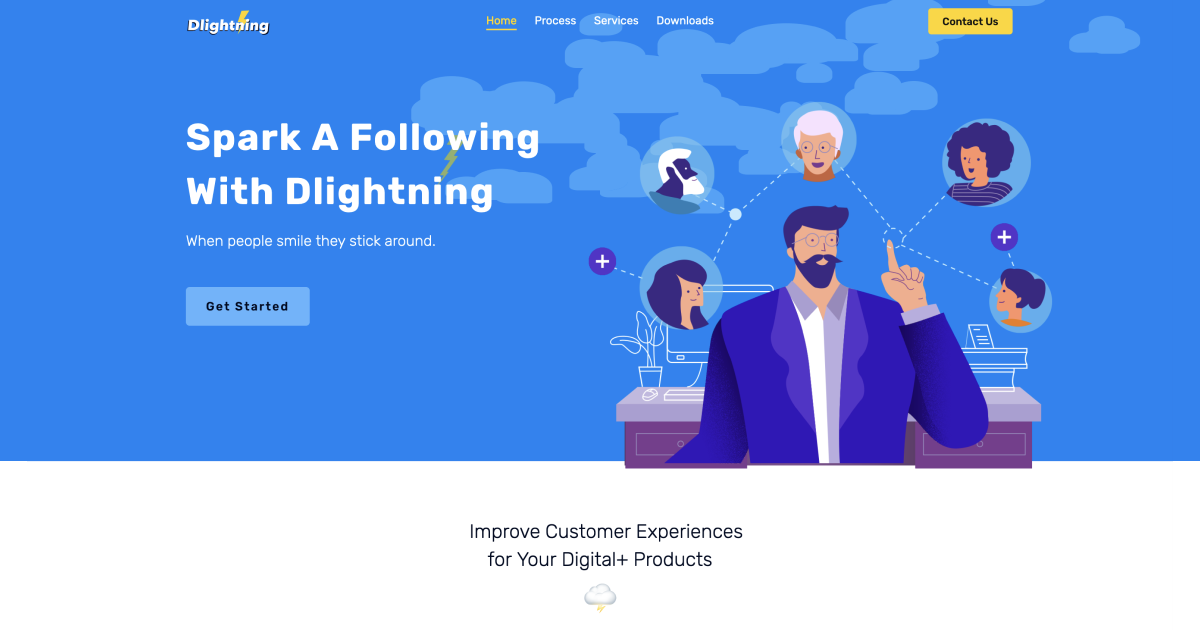 Dlightning
Home Process Services Downloads
Contact Us
Spark A Following
With Dlightning
When people smile they stick around.
Get Started
Improve Customer Experiences
for Your Digital+ Products